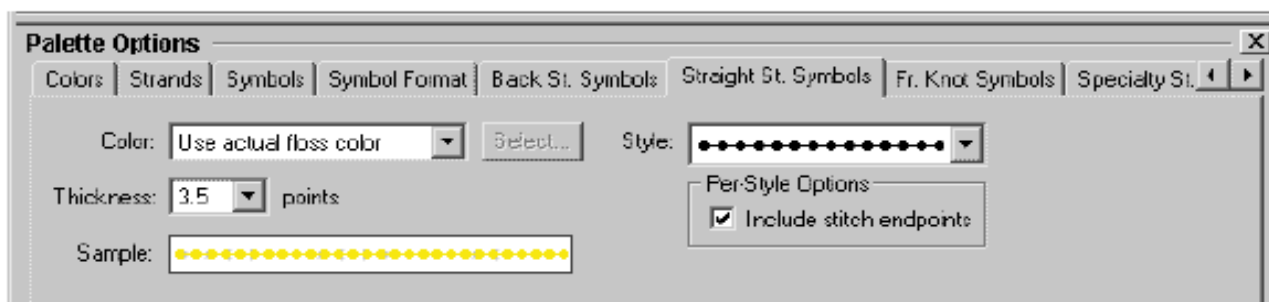 Palette Options
Colors Strands Symbols Symbol Format Back St. Symbols Straight St. Symbols Fr. Knot Symbols Specialty St.
Color: Use actual floss color Select... Style:
Per-Style Options
Thickness: 3.5 points
Include stitch endpoints
Sample: